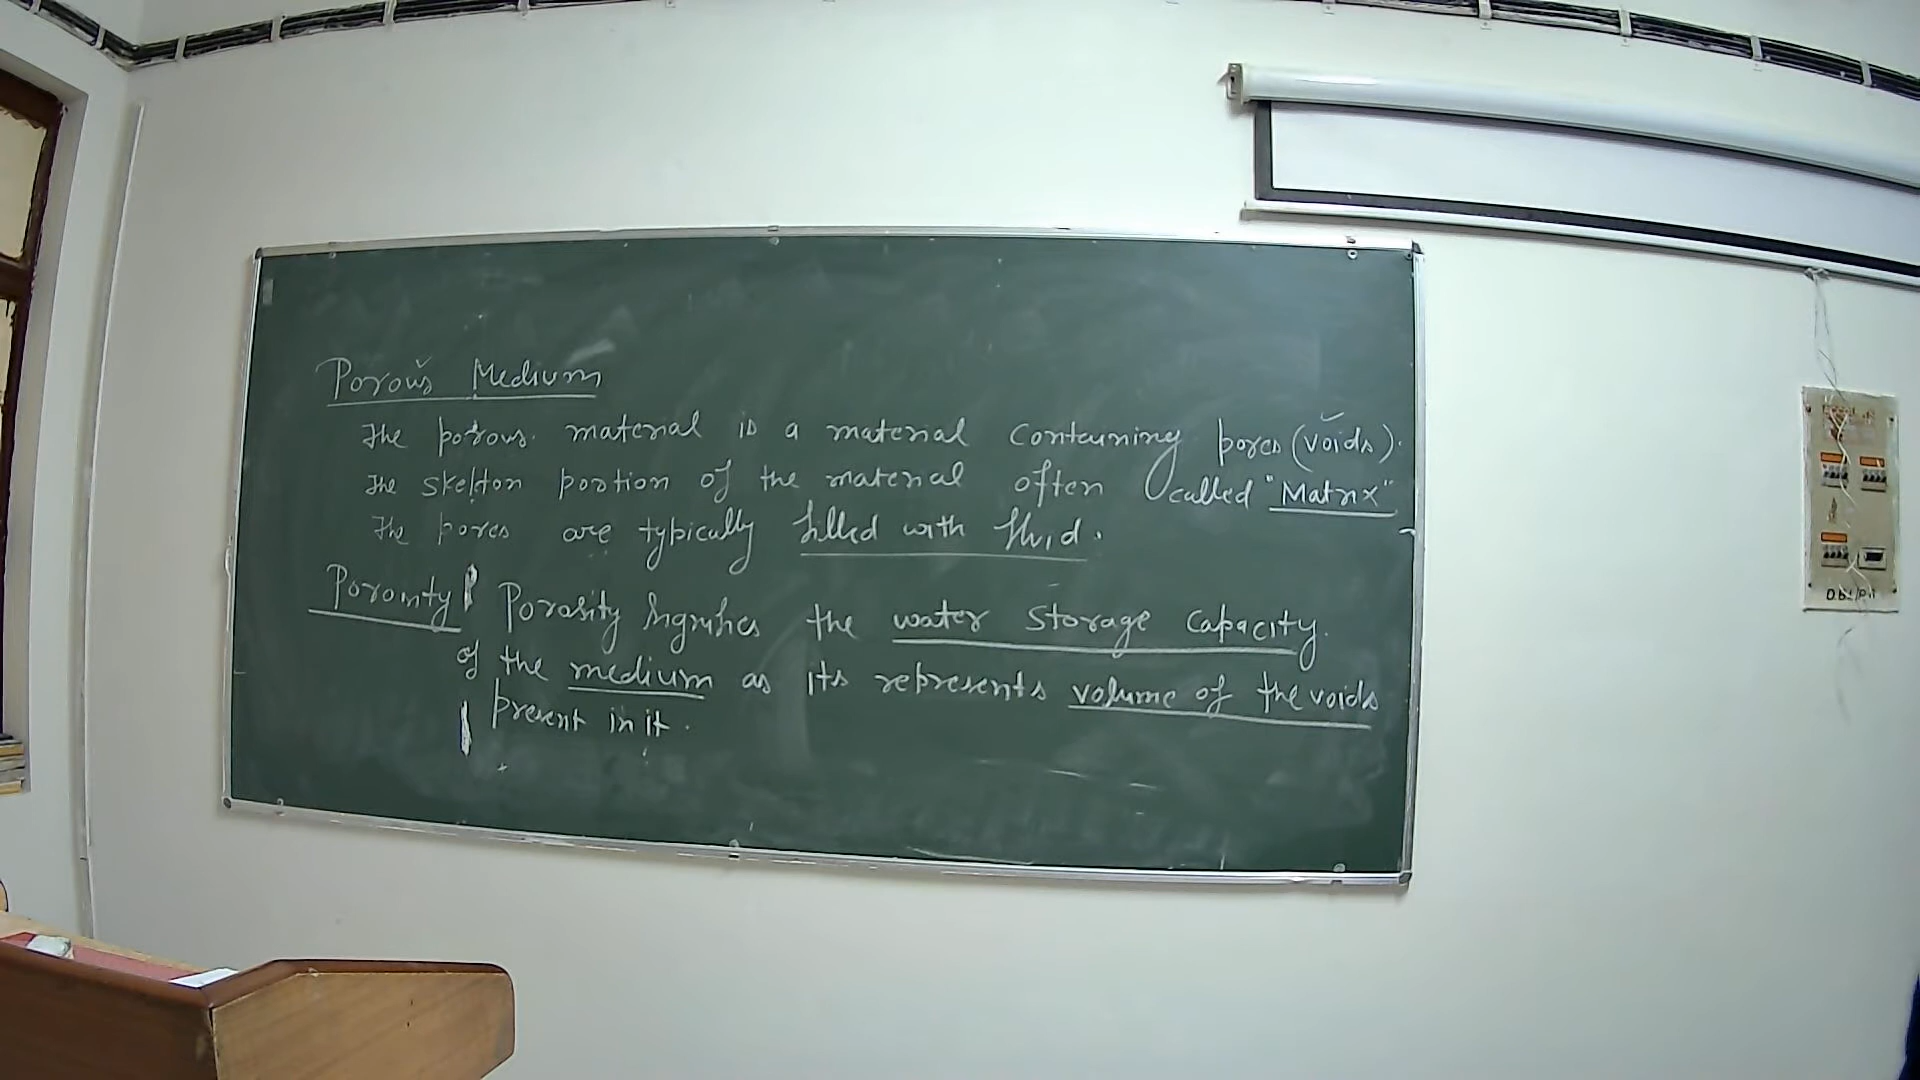 Porous Medium
The porous material is a material containing pores (voids).
The skelton portion of the material often called "Matrix"
The pores are typically filled with fluid.
Porosity Porosity signifies the water storage capacity.
of the medium as its represents volume of the voids
present in it.